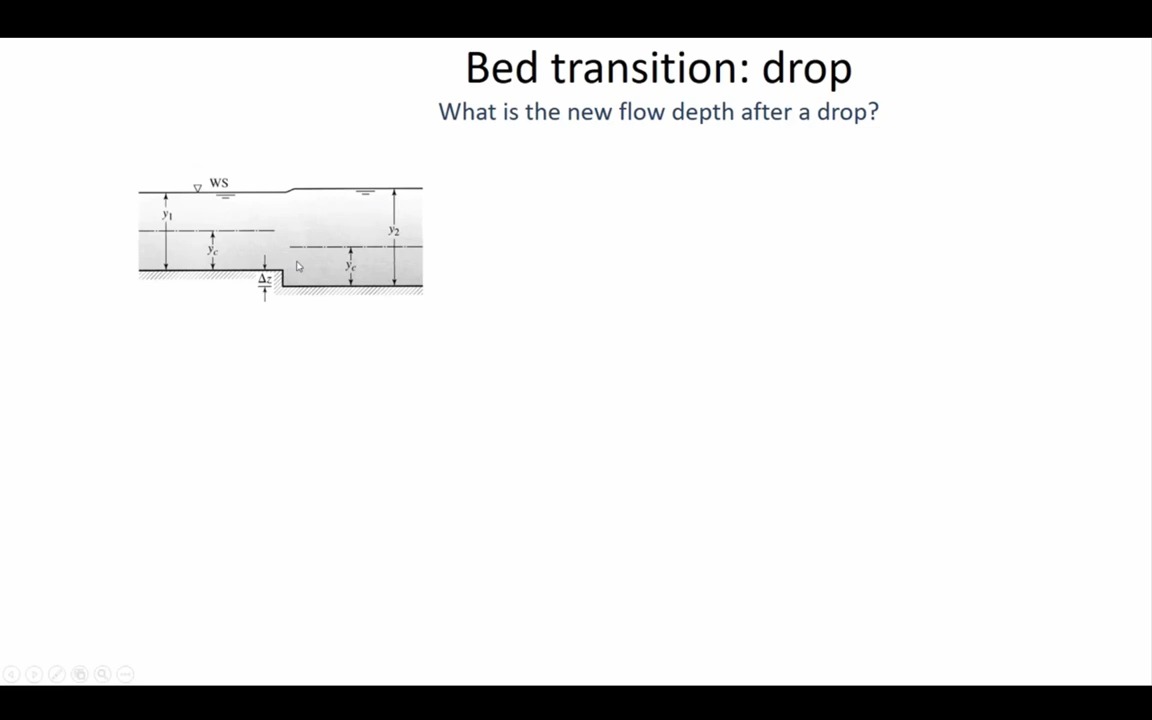 Bed transition: drop
What is the new flow depth after a drop?
WS
y1
y2
yc
yc
Δz